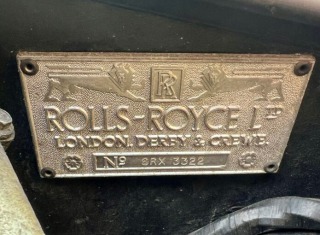 RR
ROLLS-ROYCE LTD
LONDON, DERBY & CREWE.
No SRX 3322